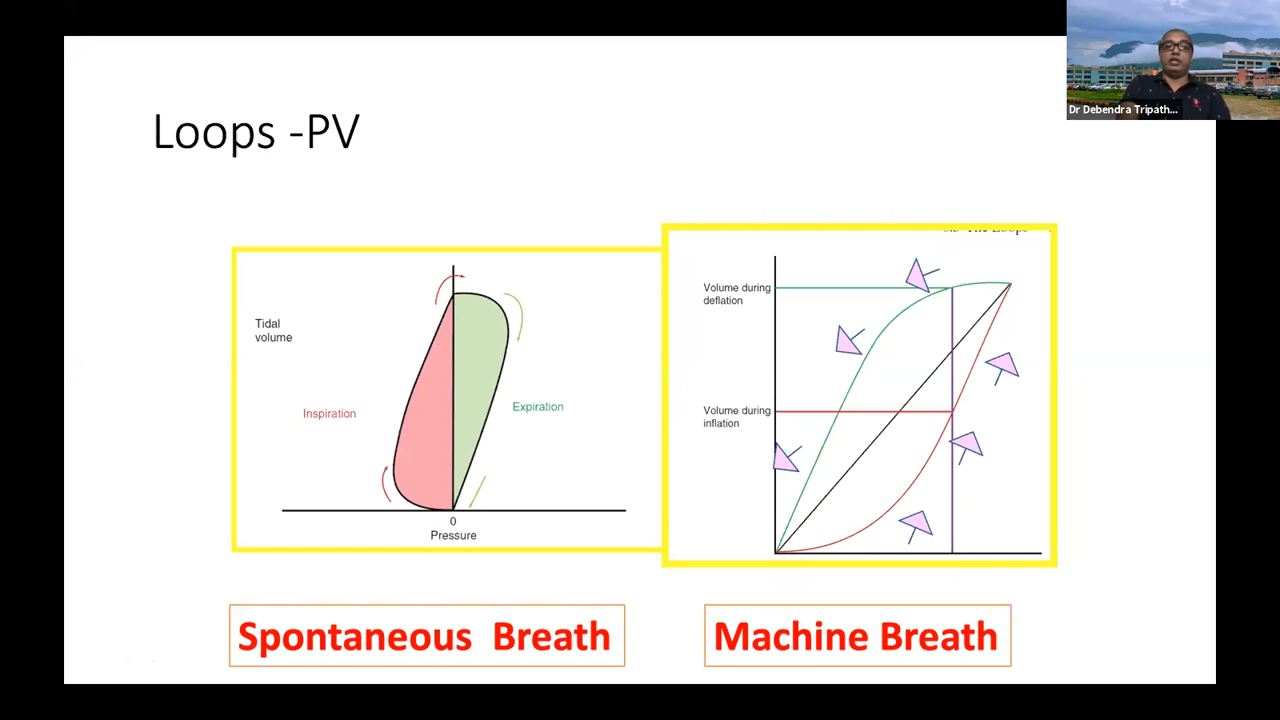 Dr Debendra Tripath...
Loops -PV
Tidal
volume
Inspiration
Expiration
0
Pressure
Volume during
deflation
Volume during
inflation
Spontaneous Breath
Machine Breath